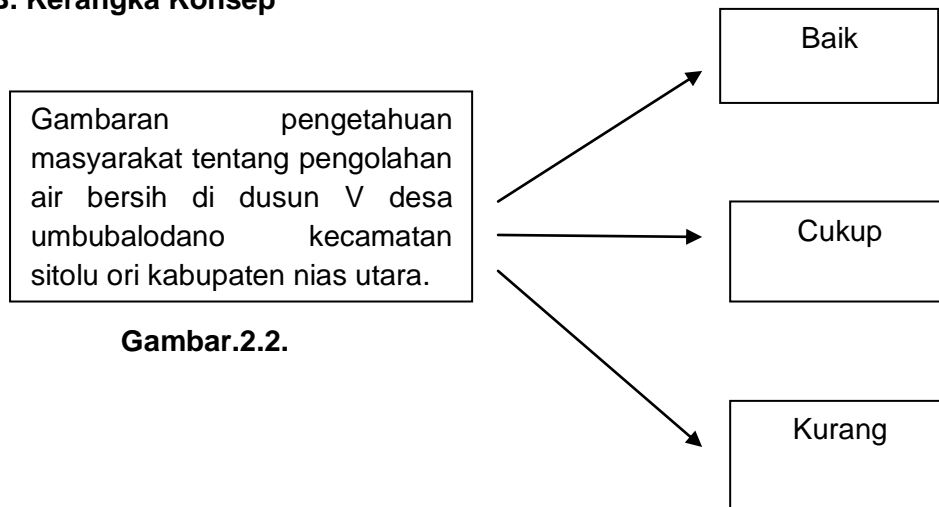 B. Kerangka Konsep
Baik
Gambaran pengetahuan
masyarakat tentang pengolahan
air bersih di dusun V desa
umbubalodano kecamatan
sitolu ori kabupaten nias utara.
Cukup
Gambar.2.2.
Kurang